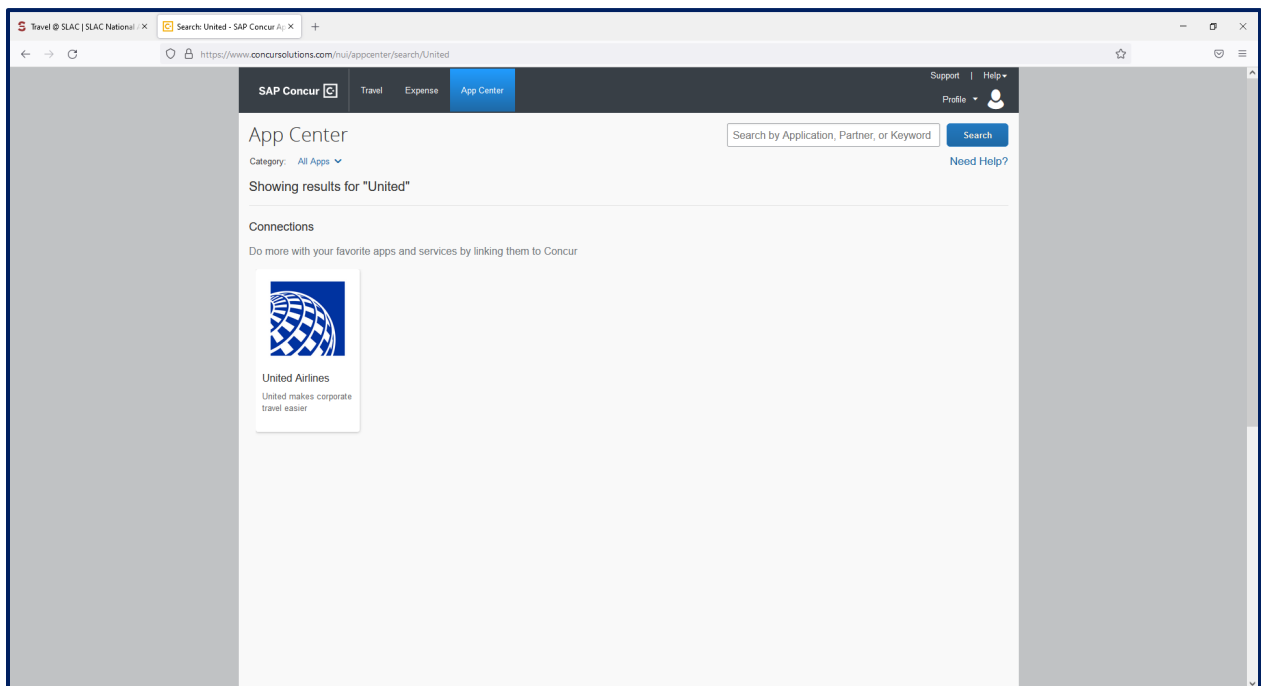 Travel @ SLAC | SLAC National A
Search: United - SAP Concur Ap
https://www.concursolutions.com/nui/appcenter/search/United
Support | Help
SAP Concur C
Travel Expense App Center
Profile
App Center
Search by Application, Partner, or Keyword
Search
Category: All Apps
Need Help?
Showing results for "United"
Connections
Do more with your favorite apps and services by linking them to Concur
United Airlines
United makes corporate
travel easier